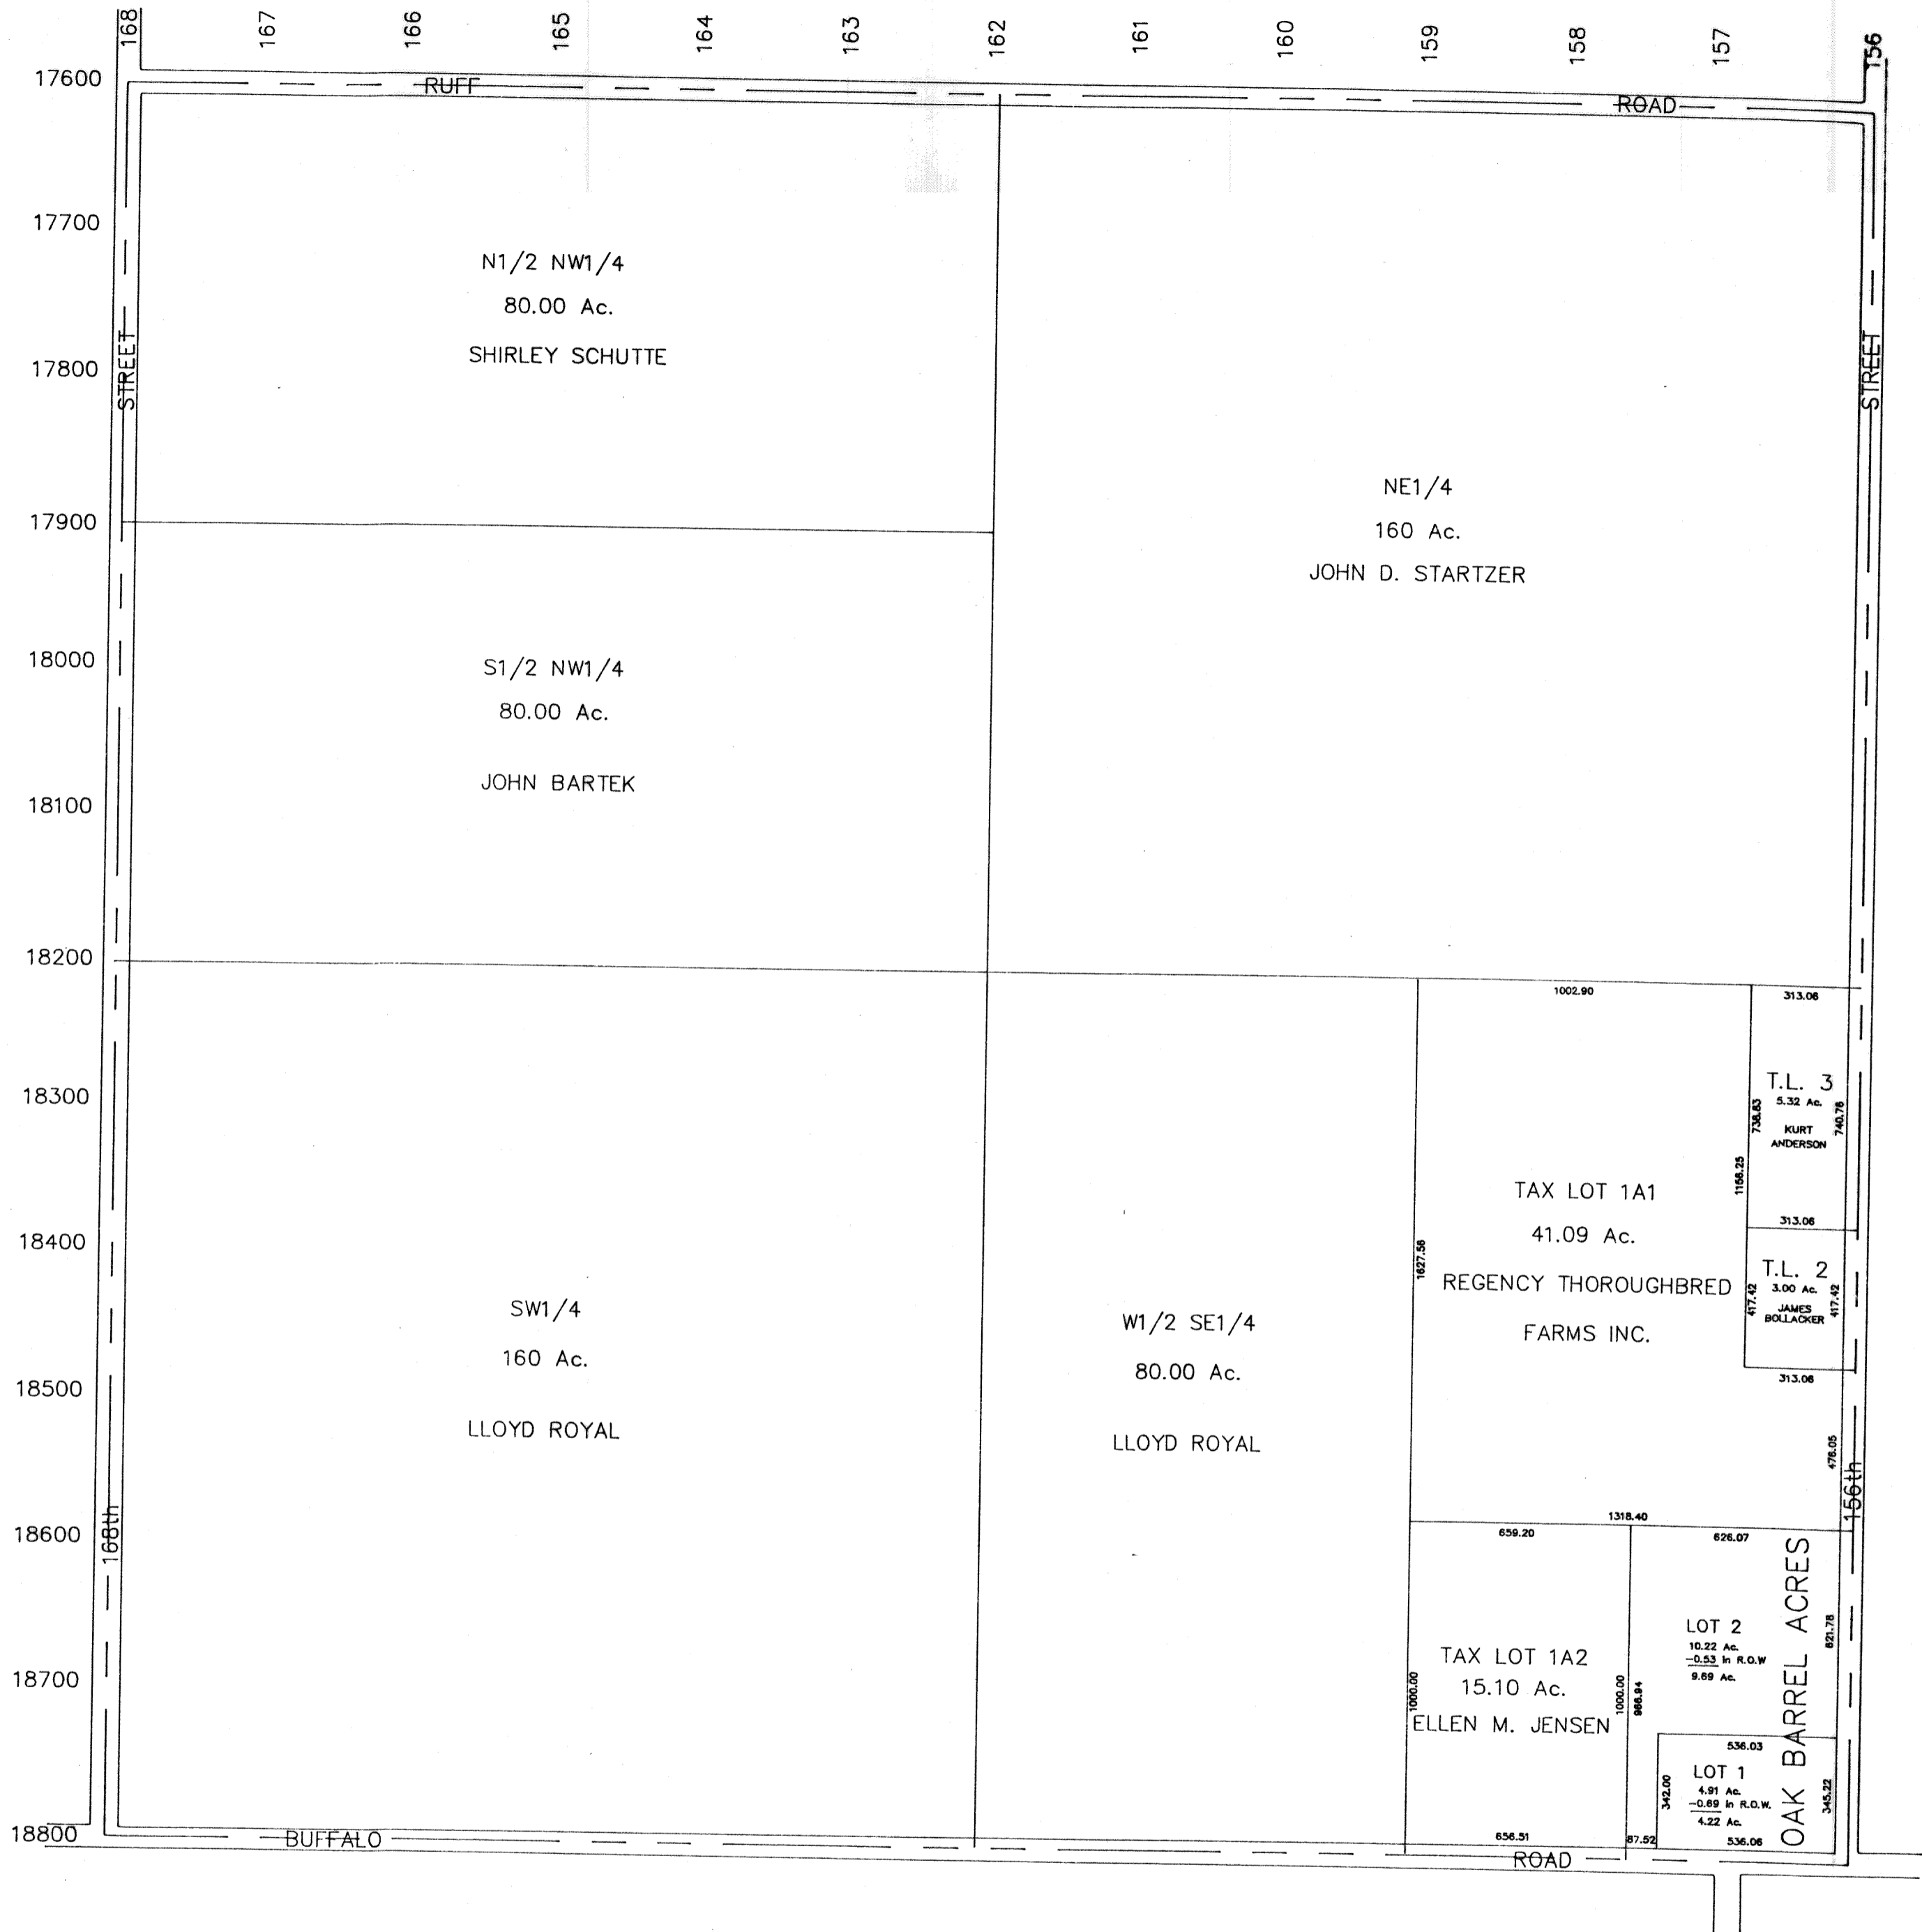 168
167
166
165
164
163
162
161
160
159
158
157
156
17600
RUFF ROAD
17700
N1/2 NW1/4
80.00 Ac.
SHIRLEY SCHUTTE
17800
STREET
STREET
NE1/4
160 Ac.
JOHN D. STARTZER
17900
18000
S1/2 NW1/4
80.00 Ac.
JOHN BARTEK
18100
18200
1002.90
313.06
T.L. 3
5.32 Ac.
KURT
ANDERSON
738.83
740.76
18300
1156.25
TAX LOT 1A1
41.09 Ac.
REGENCY THOROUGHBRED
FARMS INC.
1627.56
313.06
18400
T.L. 2
3.00 Ac.
JAMES
BOLLACKER
417.42
417.42
313.06
SW1/4
160 Ac.
LLOYD ROYAL
W1/2 SE1/4
80.00 Ac.
LLOYD ROYAL
18500
476.05
168th
156th
18600
1318.40
659.20
626.07
OAK BARREL ACRES
LOT 2
10.22 Ac.
-0.53 in R.O.W
9.69 Ac.
621.78
TAX LOT 1A2
15.10 Ac.
ELLEN M. JENSEN
1000.00
1000.00
986.94
18700
536.03
LOT 1
4.91 Ac.
-0.69 in R.O.W.
4.22 Ac.
342.00
345.22
18800
BUFFALO ROAD
658.51
87.52
536.06